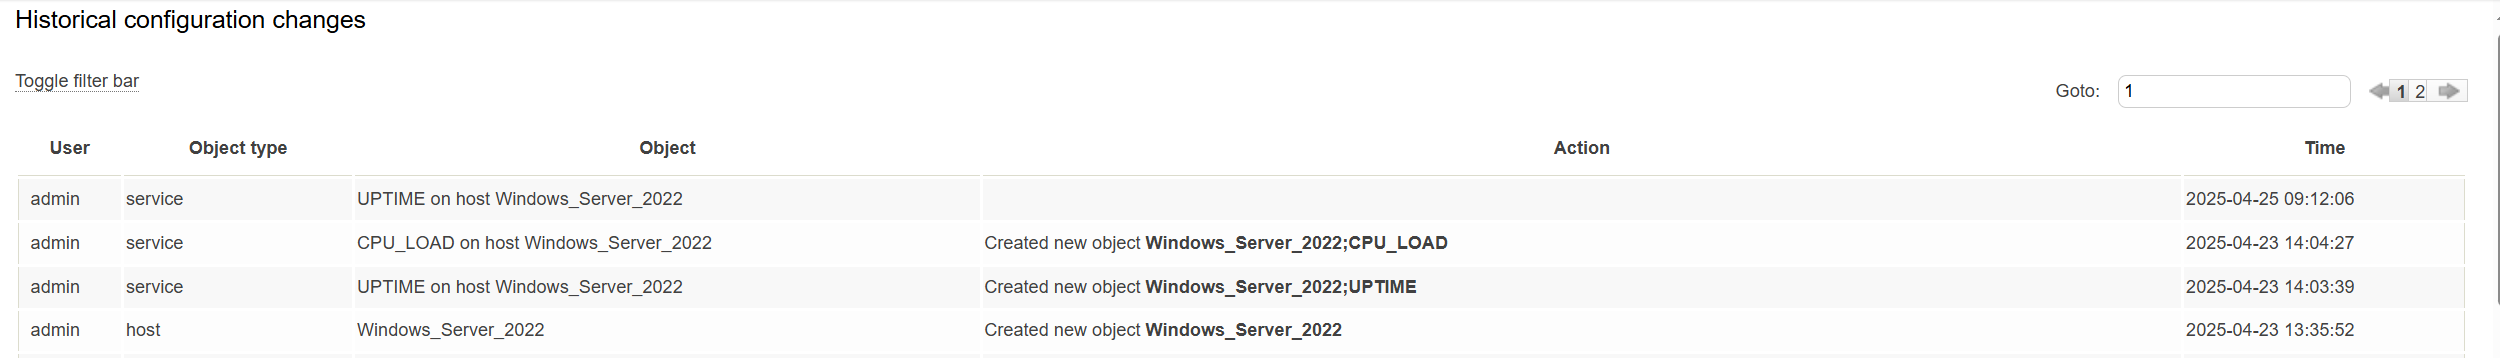 Historical configuration changes
Toggle filter bar
Goto: 1 1 2
User Object type Object Action Time
admin service UPTIME on host Windows_Server_2022 2025-04-25 09:12:06
admin service CPU_LOAD on host Windows_Server_2022 Created new object Windows_Server_2022;CPU_LOAD 2025-04-23 14:04:27
admin service UPTIME on host Windows_Server_2022 Created new object Windows_Server_2022;UPTIME 2025-04-23 14:03:39
admin host Windows_Server_2022 Created new object Windows_Server_2022 2025-04-23 13:35:52